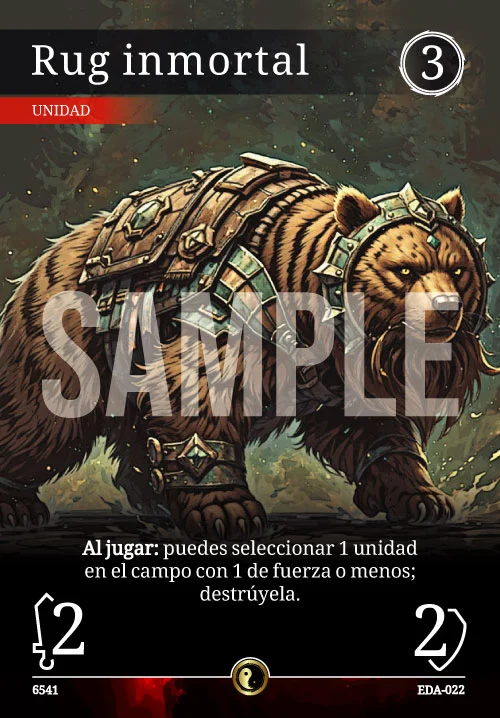 Rug inmortal
3
UNIDAD
SAMPLE
Al jugar: puedes seleccionar 1 unidad
en el campo con 1 de fuerza o menos;
destrúyela.
2
2
6541
EDA-022